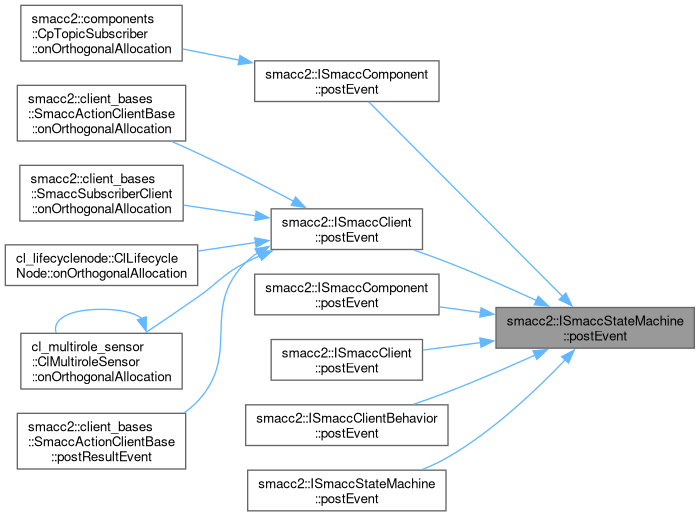 smacc2::components
::CpTopicSubscriber
::onOrthogonalAllocation
smacc2::ISmaccComponent
::postEvent
smacc2::client_bases
::SmaccActionClientBase
::onOrthogonalAllocation
smacc2::client_bases
::SmaccSubscriberClient
::onOrthogonalAllocation
smacc2::ISmaccClient
::postEvent
cl_lifecyclenode::ClLifecycle
Node::onOrthogonalAllocation
smacc2::ISmaccComponent
::postEvent
smacc2::ISmaccStateMachine
::postEvent
cl_multirole_sensor
::ClMultiroleSensor
::onOrthogonalAllocation
smacc2::ISmaccClient
::postEvent
smacc2::client_bases
::SmaccActionClientBase
::postResultEvent
smacc2::ISmaccClientBehavior
::postEvent
smacc2::ISmaccStateMachine
::postEvent